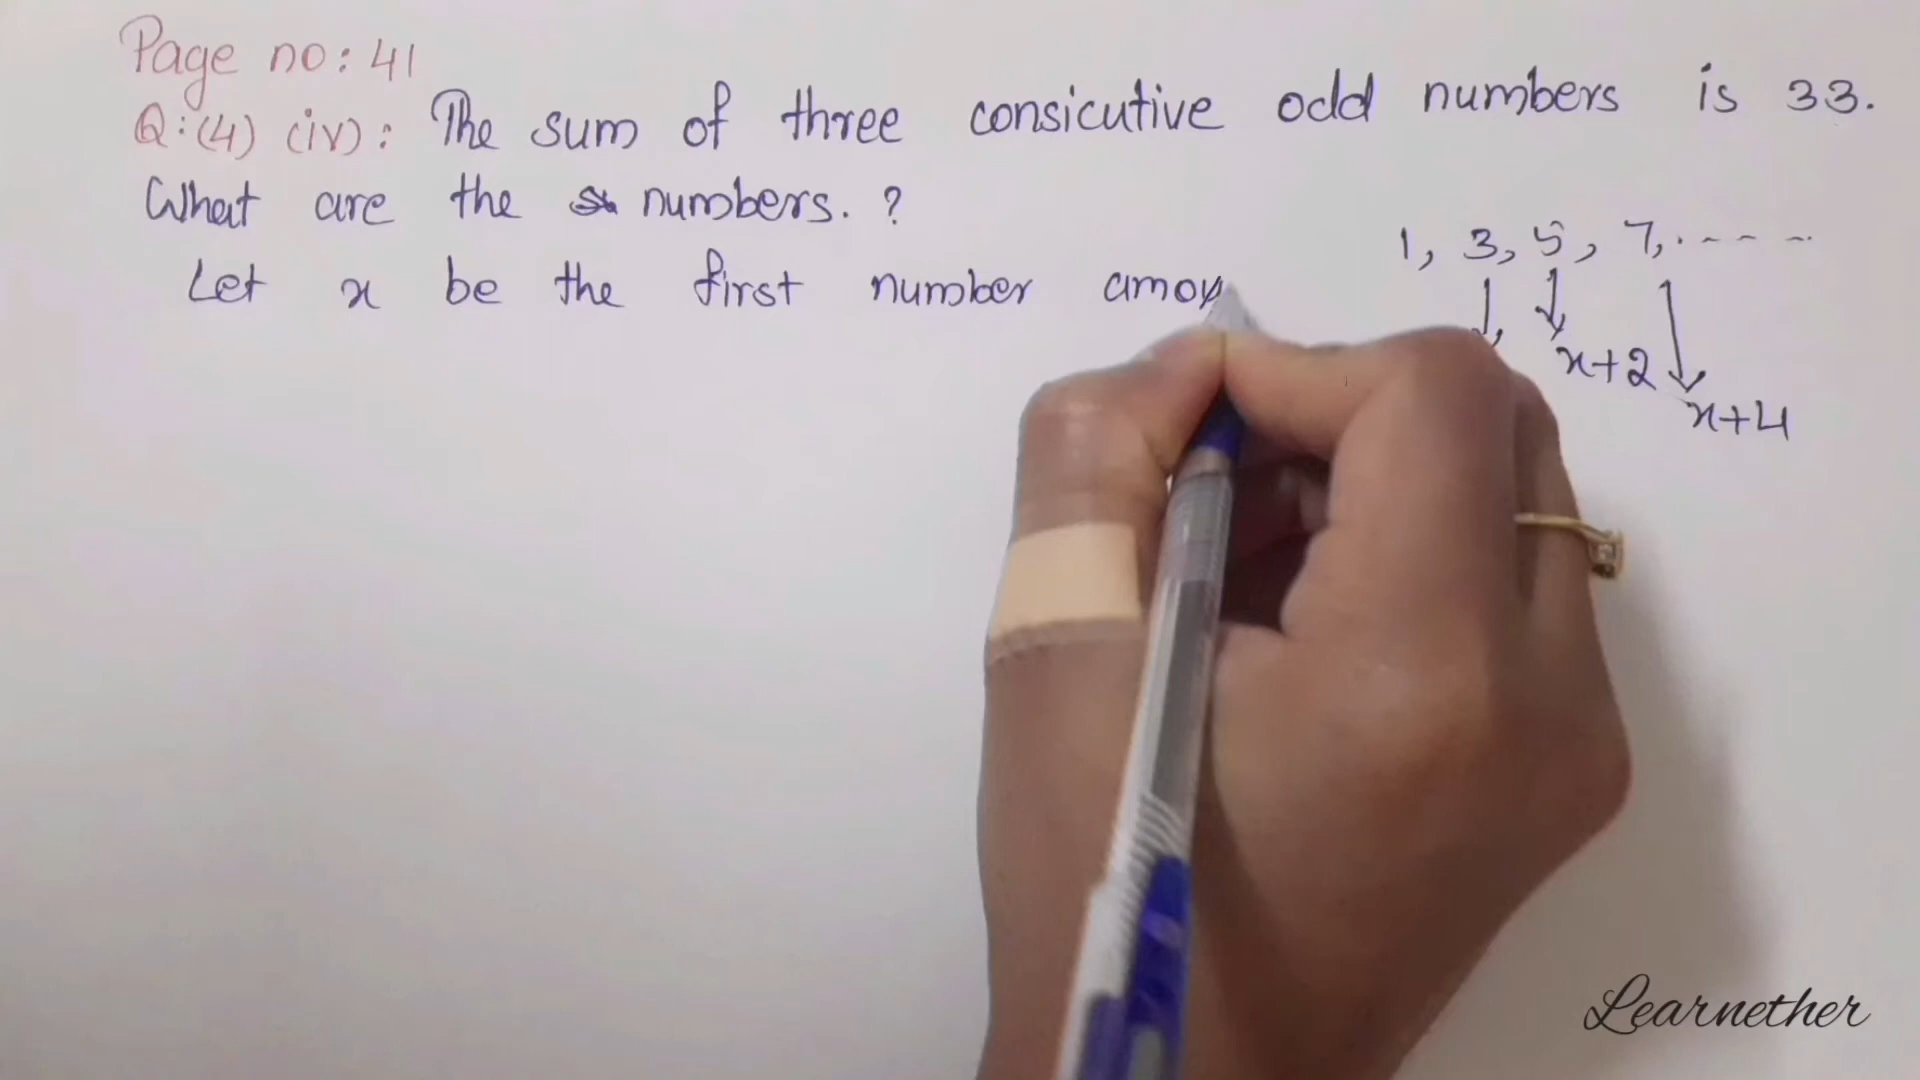 Page no: 41
Q:(4) (iv): The sum of three consicutive odd numbers is 33.
What are the numbers. ?
1, 3, 5, 7, .----
Let x be the first number amon
x+2
x+4
Learnether